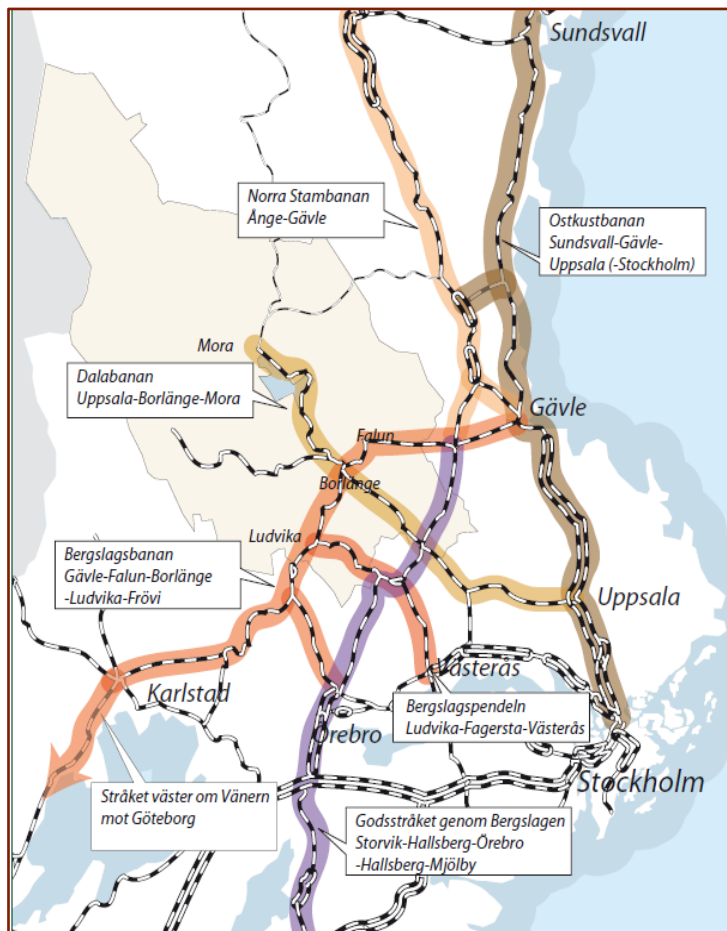 Sundsvall
Norra Stambanan
Ånge-Gävle
Ostkustbanan
Sundsvall-Gävle-
Uppsala (-Stockholm)
Mora
Dalabanan
Uppsala-Borlänge-Mora
Gävle
Falun
Borlänge
Ludvika
Bergslagsbanan
Gävle-Falun-Borlänge
-Ludvika-Frövi
Uppsala
Västerås
Karlstad
Bergslagspendeln
Ludvika-Fagersta-Västerås
Örebro
Stockholm
Stråket väster om Vänern
mot Göteborg
Godsstråket genom Bergslagen
Storvik-Hallsberg-Örebro
-Hallsberg-Mjölby